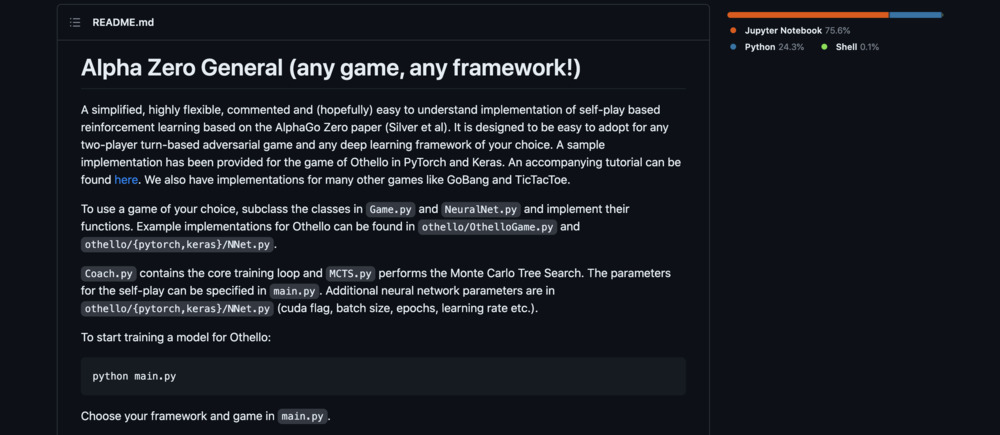 README.md
Alpha Zero General (any game, any framework!)
A simplified, highly flexible, commented and (hopefully) easy to understand implementation of self-play based
reinforcement learning based on the AlphaGo Zero paper (Silver et al). It is designed to be easy to adopt for any
two-player turn-based adversarial game and any deep learning framework of your choice. A sample
implementation has been provided for the game of Othello in PyTorch and Keras. An accompanying tutorial can be
found here. We also have implementations for many other games like GoBang and TicTacToe.
To use a game of your choice, subclass the classes in Game.py and NeuralNet.py and implement their
functions. Example implementations for Othello can be found in othello/OthelloGame.py and
othello/{pytorch,keras}/NNet.py.
Coach.py contains the core training loop and MCTS.py performs the Monte Carlo Tree Search. The parameters
for the self-play can be specified in main.py. Additional neural network parameters are in
othello/{pytorch,keras}/NNet.py (cuda flag, batch size, epochs, learning rate etc.).
To start training a model for Othello:
python main.py
Choose your framework and game in main.py.
Jupyter Notebook 75.6%
Python 24.3% Shell 0.1%